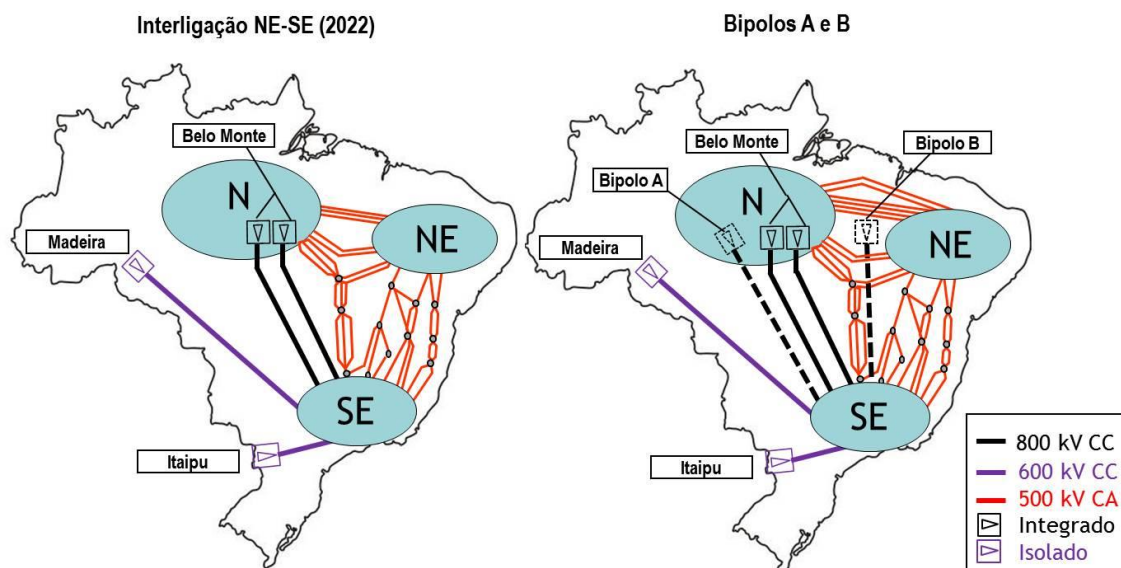 Interligação NE-SE (2022)
Belo Monte
N
NE
Madeira
SE
Itaipu
Bipolos A e B
Belo Monte
Bipolo B
Bipolo A
N
NE
Madeira
SE
Itaipu
800 kV CC
600 kV CC
500 kV CA
Integrado
Isolado